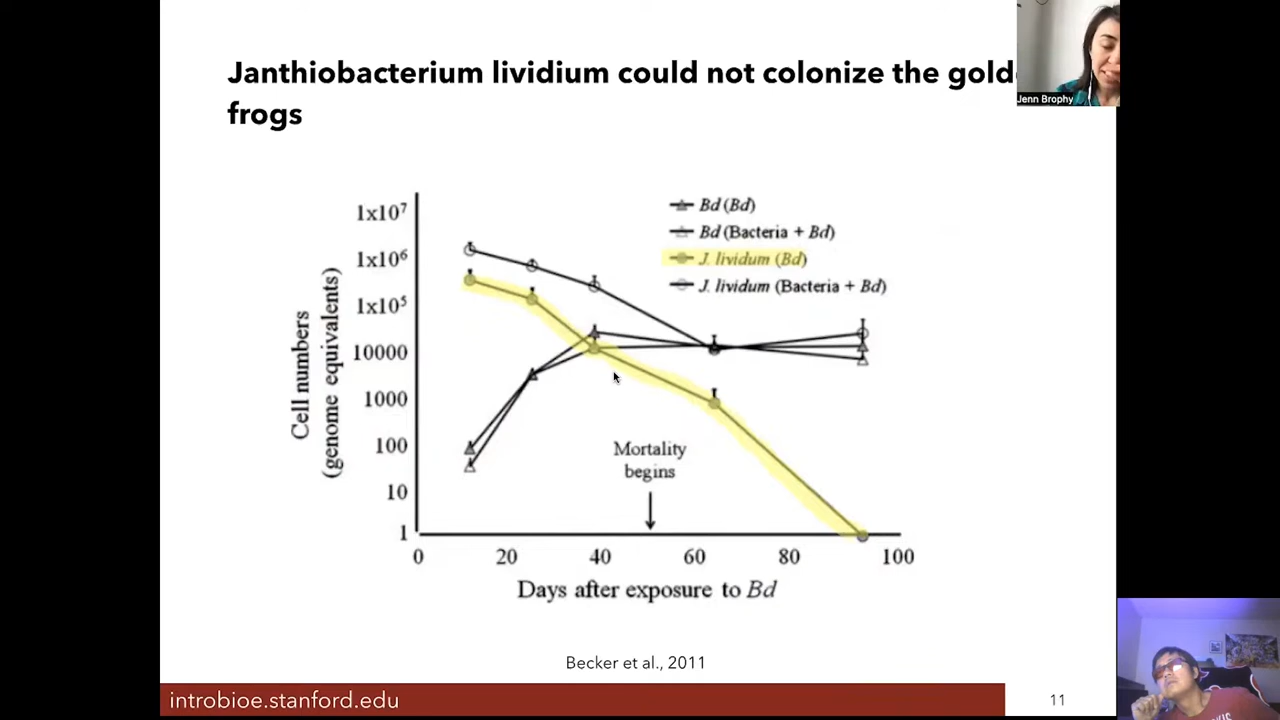 Janthiobacterium lividium could not colonize the gold
frogs
Jenn Brophy
1x10⁷
1x10⁶
1x10⁵
10000
1000
100
10
1
Cell numbers
(genome equivalents)
Bd (Bd)
Bd (Bacteria + Bd)
J. lividum (Bd)
J. lividum (Bacteria + Bd)
Mortality
begins
0 20 40 60 80 100
Days after exposure to Bd
Becker et al., 2011
introbioe.stanford.edu
11